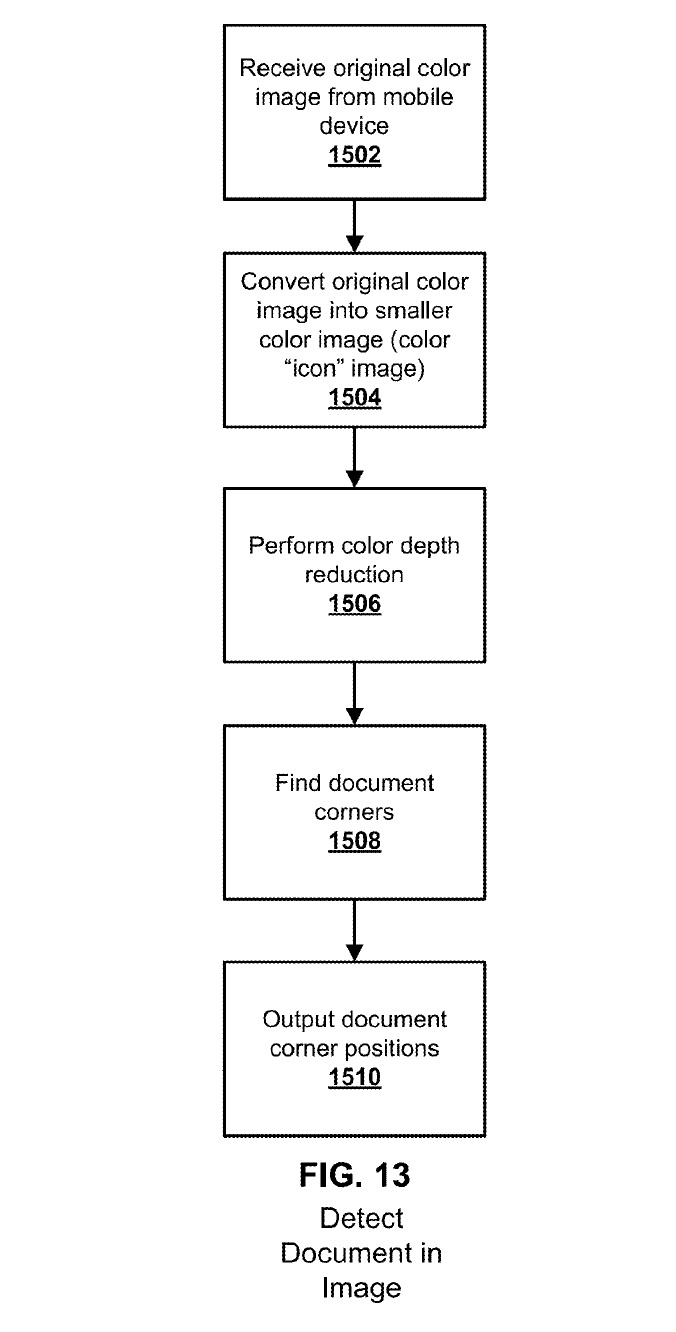 Receive original color
image from mobile
device
1502
Convert original color
image into smaller
color image (color
“icon” image)
1504
Perform color depth
reduction
1506
Find document
corners
1508
Output document
corner positions
1510
FIG. 13
Detect
Document in
Image